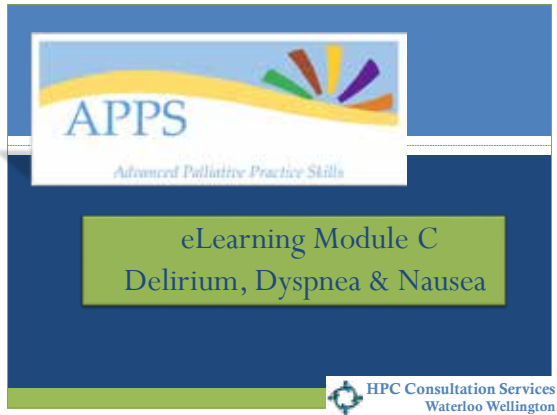 APPS
Advanced Palliative Practice Skills
eLearning Module C
Delirium, Dyspnea & Nausea
HPC Consultation Services
Waterloo Wellington